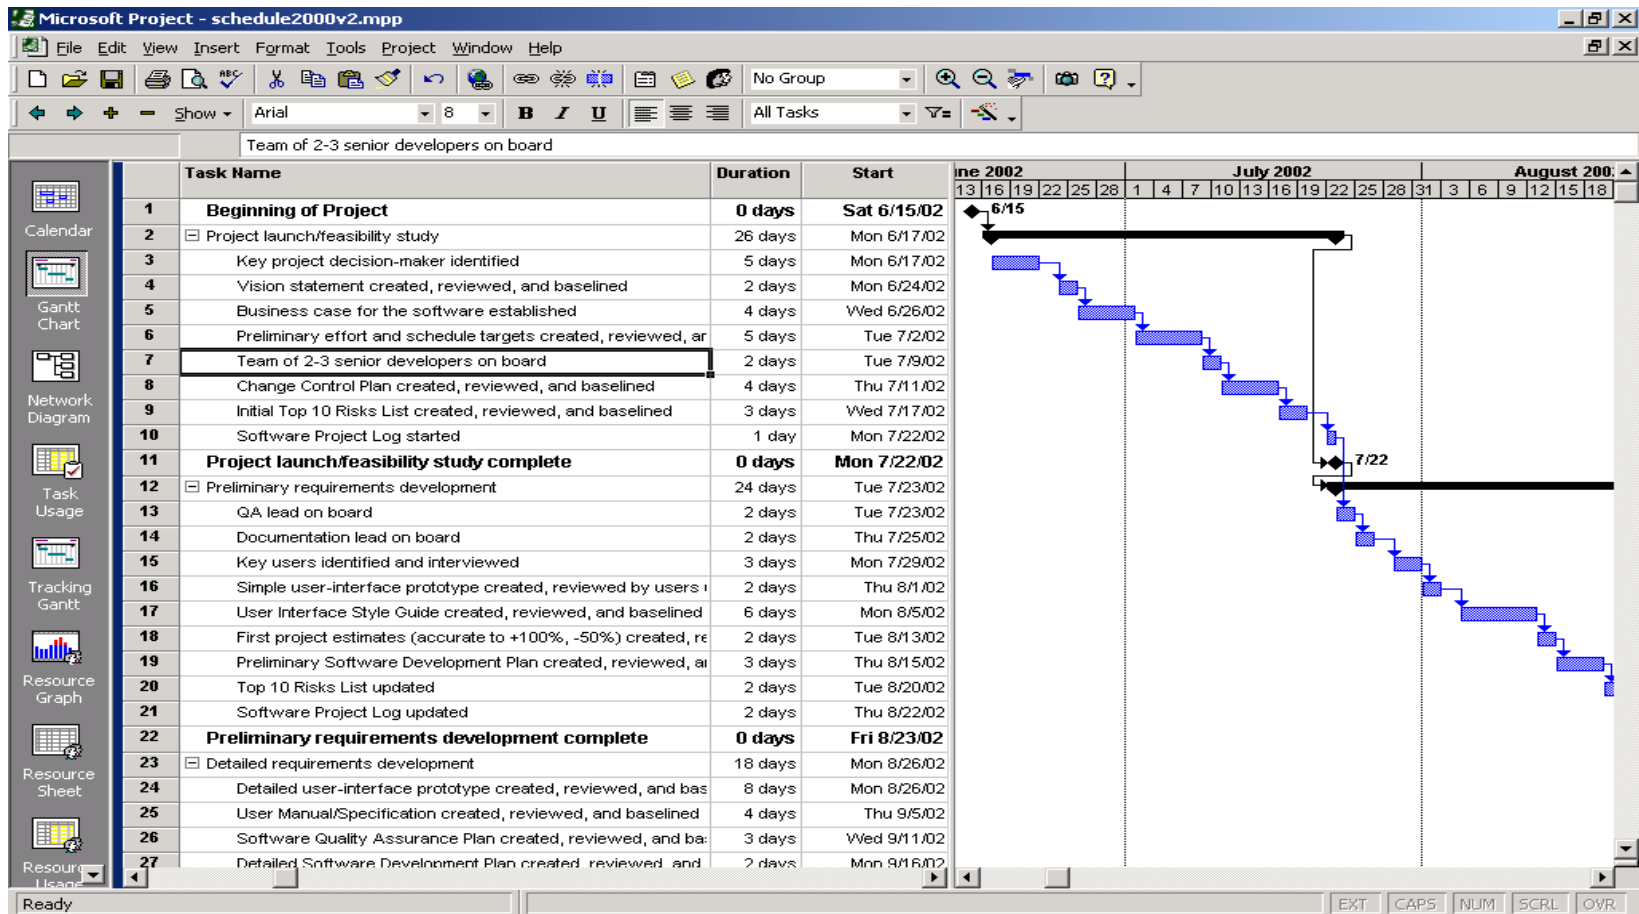 Microsoft Project - schedule2000v2.mpp
File Edit View Insert Format Tools Project Window Help
ABC No Group
Show Arial 8 B I U All Tasks
Team of 2-3 senior developers on board
Task Name Duration Start ine 2002 July 2002 August 200
13 16 19 22 25 28 1 4 7 10 13 16 19 22 25 28 31 3 6 9 12 15 18
1 Beginning of Project 0 days Sat 6/15/02 6/15
2 Project launch/feasibility study 26 days Mon 6/17/02
3 Key project decision-maker identified 5 days Mon 6/17/02
4 Vision statement created, reviewed, and baselined 2 days Mon 6/24/02
5 Business case for the software established 4 days Wed 6/26/02
6 Preliminary effort and schedule targets created, reviewed, ar 5 days Tue 7/2/02
7 Team of 2-3 senior developers on board 2 days Tue 7/9/02
8 Change Control Plan created, reviewed, and baselined 4 days Thu 7/11/02
9 Initial Top 10 Risks List created, reviewed, and baselined 3 days Wed 7/17/02
10 Software Project Log started 1 day Mon 7/22/02
11 Project launch/feasibility study complete 0 days Mon 7/22/02 7/22
12 Preliminary requirements development 24 days Tue 7/23/02
13 QA lead on board 2 days Tue 7/23/02
14 Documentation lead on board 2 days Thu 7/25/02
15 Key users identified and interviewed 3 days Mon 7/29/02
16 Simple user-interface prototype created, reviewed by users 2 days Thu 8/1/02
17 User Interface Style Guide created, reviewed, and baselined 6 days Mon 8/5/02
18 First project estimates (accurate to +100%, -50%) created, re 2 days Tue 8/13/02
19 Preliminary Software Development Plan created, reviewed, ar 3 days Thu 8/15/02
20 Top 10 Risks List updated 2 days Tue 8/20/02
21 Software Project Log updated 2 days Thu 8/22/02
22 Preliminary requirements development complete 0 days Fri 8/23/02
23 Detailed requirements development 18 days Mon 8/26/02
24 Detailed user-interface prototype created, reviewed, and bas 8 days Mon 8/26/02
25 User Manual/Specification created, reviewed, and baselined 4 days Thu 9/5/02
26 Software Quality Assurance Plan created, reviewed, and ba 3 days Wed 9/11/02
27 Detailed Software Development Plan created, reviewed, and 2 days Mon 9/16/02
Calendar
Gantt
Chart
Network
Diagram
Task
Usage
Tracking
Gantt
Resource
Graph
Resource
Sheet
Resource
Usage
Ready EXT CAPS NUM SCRL OVR